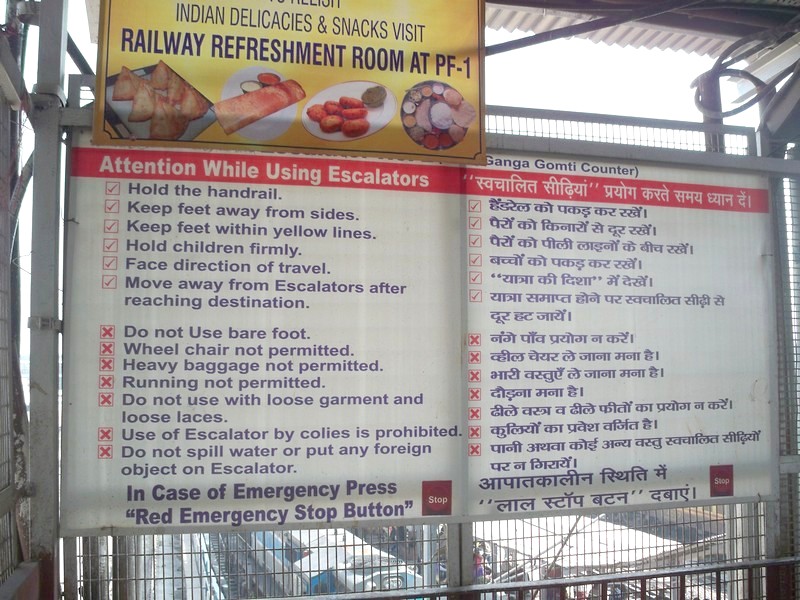 RELISH
INDIAN DELICACIES & SNACKS VISIT
RAILWAY REFRESHMENT ROOM AT PF-1
Attention While Using Escalators
Hold the handrail.
Keep feet away from sides.
Keep feet within yellow lines.
Hold children firmly.
Face direction of travel.
Move away from Escalators after
reaching destination.
Do not Use bare foot.
Wheel chair not permitted.
Heavy baggage not permitted.
Running not permitted.
Do not use with loose garment and
loose laces.
Use of Escalator by colies is prohibited.
Do not spill water or put any foreign
object on Escalator.
In Case of Emergency Press
“Red Emergency Stop Button”
Stop
Ganga Gomti Counter)
"स्वचालित सीढ़ियां" प्रयोग करते समय ध्यान दें।
हैंडरेल को पकड़ कर रखें।
पैरों को किनारों से दूर रखें।
पैरों को पीली लाइनों के बीच रखें।
बच्चों को पकड़ कर रखें।
"यात्रा की दिशा" में देखें।
यात्रा समाप्त होने पर स्वचालित सीढ़ी से
दूर हट जायें।
नंगे पाँव प्रयोग न करें।
व्हील चेयर ले जाना मना है।
भारी वस्तुएँ ले जाना मना है।
दौड़ना मना है।
ढीले वस्त्र व ढीले फीतों का प्रयोग न करें।
कुलियों का प्रवेश वर्जित है।
पानी अथवा कोई अन्य वस्तु स्वचालित सीढ़ियों
पर न गिरायें।
आपातकालीन स्थिति में
"लाल स्टॉप बटन" दबाएं।
Stop